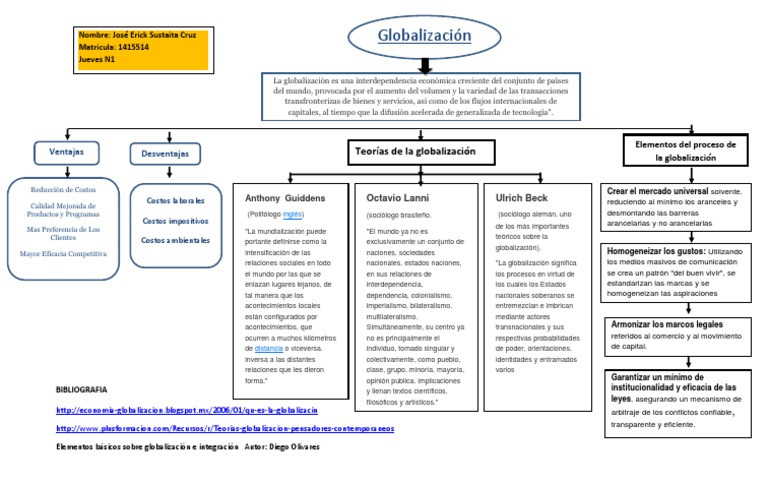 Nombre: José Erick Sustaita Cruz
Matricula: 1415514
Jueves N1
Globalización
La globalización es una interdependencia económica creciente del conjunto de países
del mundo, provocada por el aumento del volumen y la variedad de las transacciones
transfronterizas de bienes y servicios, asi como de los flujos internacionales de
capitales, al tiempo que la difusión acelerada de generalizada de tecnología".
Ventajas
Reducción de Costos
Calidad Mejorada de
Productos y Programas
Mas Preferencia de Los
Clientes
Mayor Eficacia Competitiva
Desventajas
Costos laborales
Costos impositivos
Costos ambientales
Teorías de la globalización
Anthony Guiddens
(Politólogo inglés)
"La mundialización puede
portante definirse como la
intensificación de las
relaciones sociales en todo
el mundo por las que se
enlazan lugares lejanos, de
tal manera que los
acontecimientos locales
están configurados por
acontecimientos, que
ocurren a muchos kilómetros
de distancia o viceversa.
inversa a las distantes
relaciones que les dieron
forma."
Octavio Lanni
(sociólogo brasileño.
"El mundo ya no es
exclusivamente un conjunto de
naciones, sociedades
nacionales, estados naciones,
en sus relaciones de
interdependencia,
dependencia, colonialismo,
imperialismo, bilateralismo,
multilateralismo.
Simultáneamente, su centro ya
no es principalmente el
individuo, tomado singular y
colectivamente, como pueblo,
clase, grupo, minoría, mayoría,
opinión pública. implicaciones
y llenan textos científicos,
filosóficos y artísticos."
Ulrich Beck
(sociólogo alemán, uno
de los más importantes
teóricos sobre la
globalización).
"La globalización significa
los procesos en virtud de
los cuales los Estados
nacionales soberanos se
entremezclan e imbrican
mediante actores
transnacionales y sus
respectivas probabilidades
de poder, orientaciones,
identidades y entramados
varios
Elementos del proceso de
la globalización
Crear el mercado universal solvente,
reduciendo al mínimo los aranceles y
desmontando las barreras
arancelarias y no arancelarias
Homogeneizar los gustos: Utilizando
los medios masivos de comunicación
se crea un patrón "del buen vivir", se
estandarizan las marcas y se
homogeneizan las aspiraciones
Armonizar los marcos legales
referidos al comercio y al movimiento
de capital.
Garantizar un mínimo de
institucionalidad y eficacia de las
leyes, asegurando un mecanismo de
arbitraje de los conflictos confiable,
transparente y eficiente.
BIBLIOGRAFIA
http://economia-globalizacion.blogspot.mx/2006/01/qu-es-la-globalizacin
http://www.plusformacion.com/Recursos/r/Teorias-globalizacion-pensadores-contemporaneos
Elementos básicos sobre globalización e integración Autor: Diego Olivares